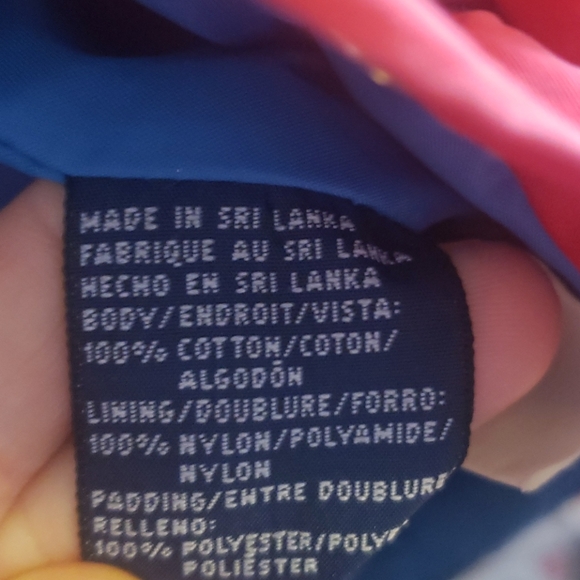 MADE IN SRI LANKA
FABRIQUE AU SRI LANKA
HECHO EN SRI LANKA
BODY/ENDROIT/VISTA:
100% COTTON/COTON/
ALGODÓN
LINING/DOUBLURE/FORRO:
100% NYLON/POLYAMIDE/
NYLON
PADDING/ENTRE DOUBLURE
RELLENO:
100% POLYESTER/
POLIÉSTER